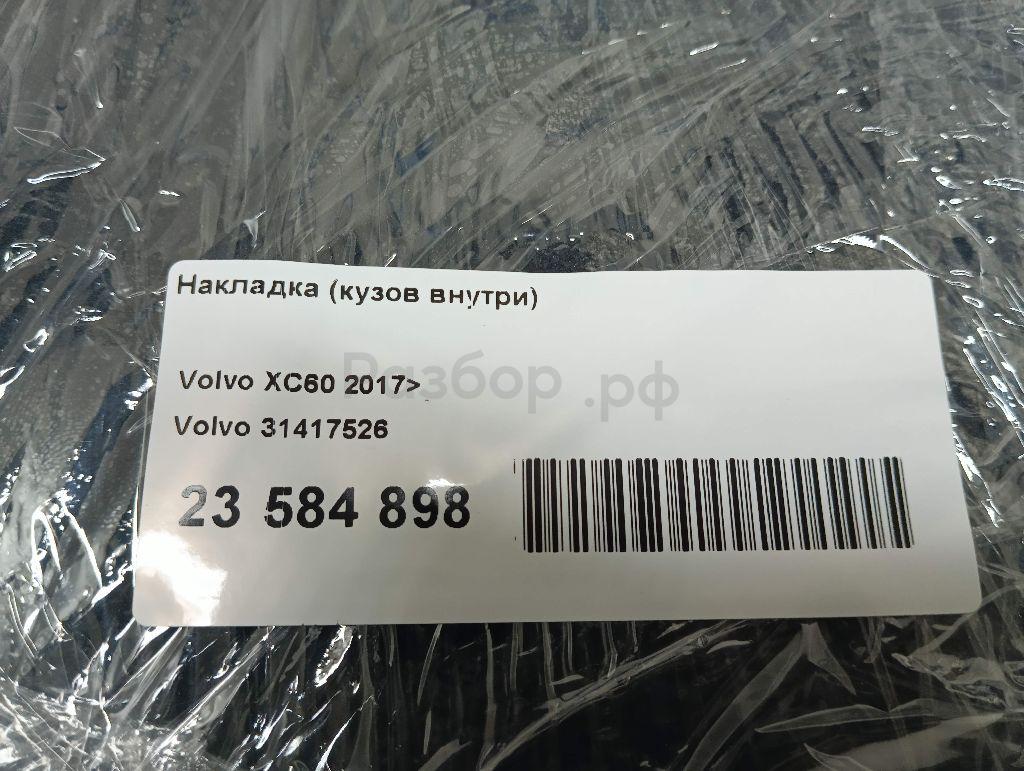 Накладка (кузов внутри)
Разбор.рф
Volvo XC60 2017>
Volvo 31417526
23 584 898